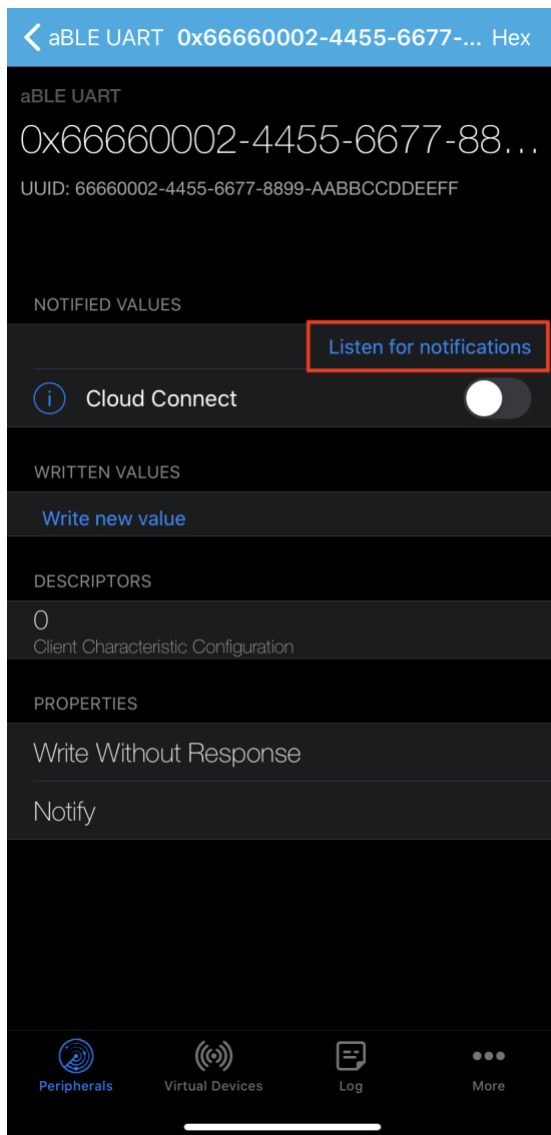 aBLE UART 0x66660002-4455-6677-... Hex
aBLE UART
0x66660002-4455-6677-88...
UUID: 66660002-4455-6677-8899-AABBCCDDEEFF
NOTIFIED VALUES
Listen for notifications
Cloud Connect
WRITTEN VALUES
Write new value
DESCRIPTORS
0
Client Characteristic Configuration
PROPERTIES
Write Without Response
Notify
Peripherals Virtual Devices Log More